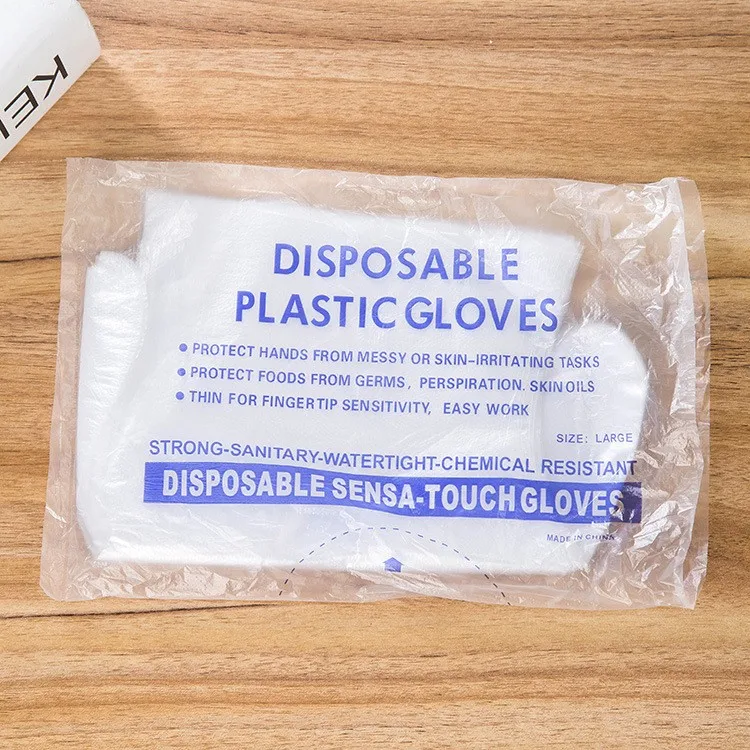 DISPOSABLE
PLASTIC GLOVES
• PROTECT HANDS FROM MESSY OR SKIN-IRRITATING TASKS
• PROTECT FOODS FROM GERMS, PERSPIRATION. SKIN OILS
• THIN FOR FINGERTIP SENSITIVITY, EASY WORK
SIZE: LARGE
STRONG-SANITARY-WATERTIGHT-CHEMICAL RESISTANT
DISPOSABLE SENSA-TOUCH GLOVES
MADE IN CHINA